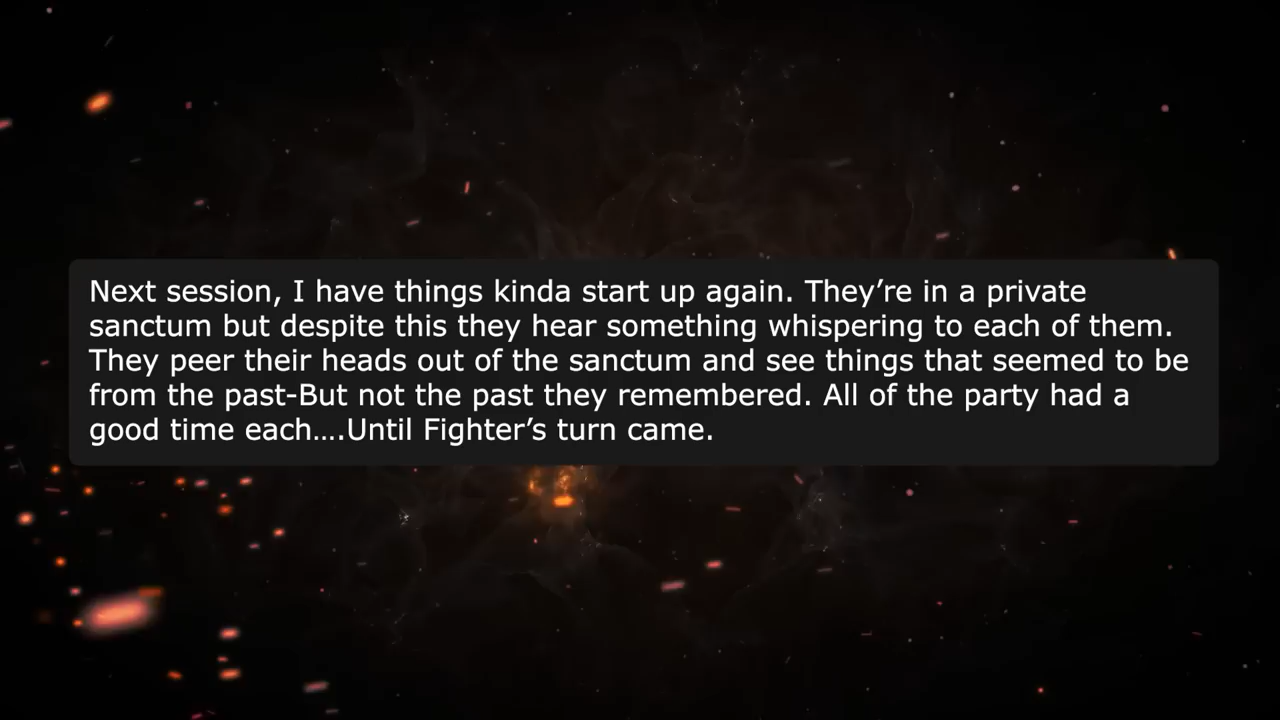 Next session, I have things kinda start up again. They’re in a private
sanctum but despite this they hear something whispering to each of them.
They peer their heads out of the sanctum and see things that seemed to be
from the past-But not the past they remembered. All of the party had a
good time each….Until Fighter’s turn came.